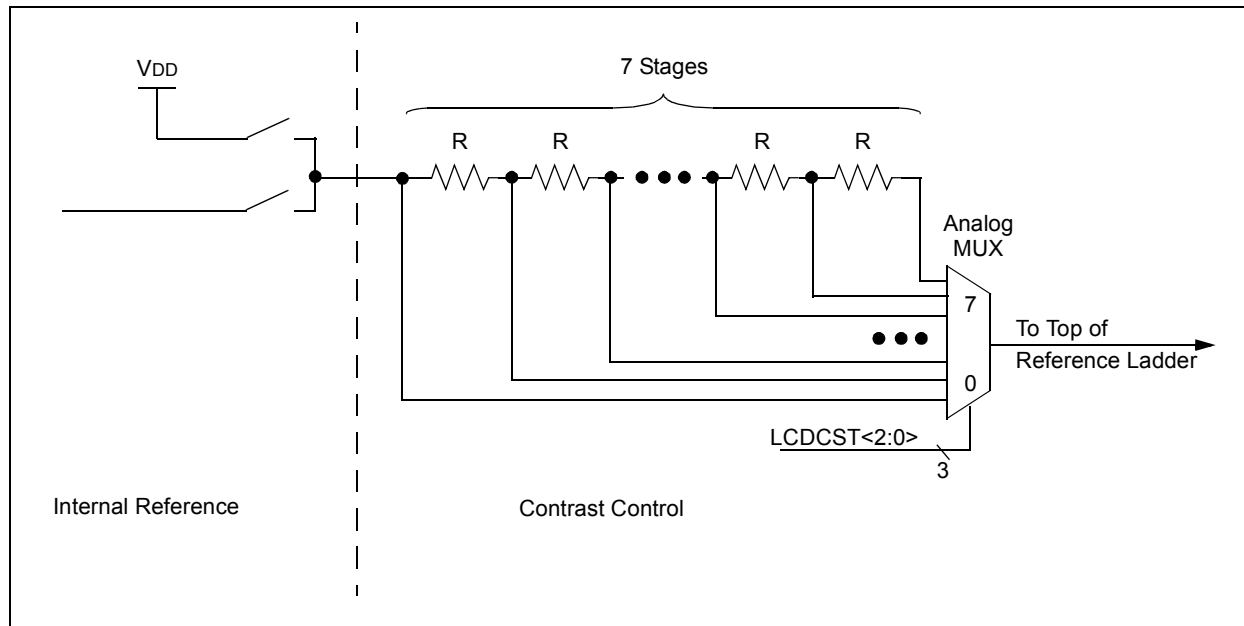 VDD
7 Stages
R
R
R
R
Analog
MUX
7
To Top of
Reference Ladder
0
LCDCST<2:0>
3
Internal Reference
Contrast Control